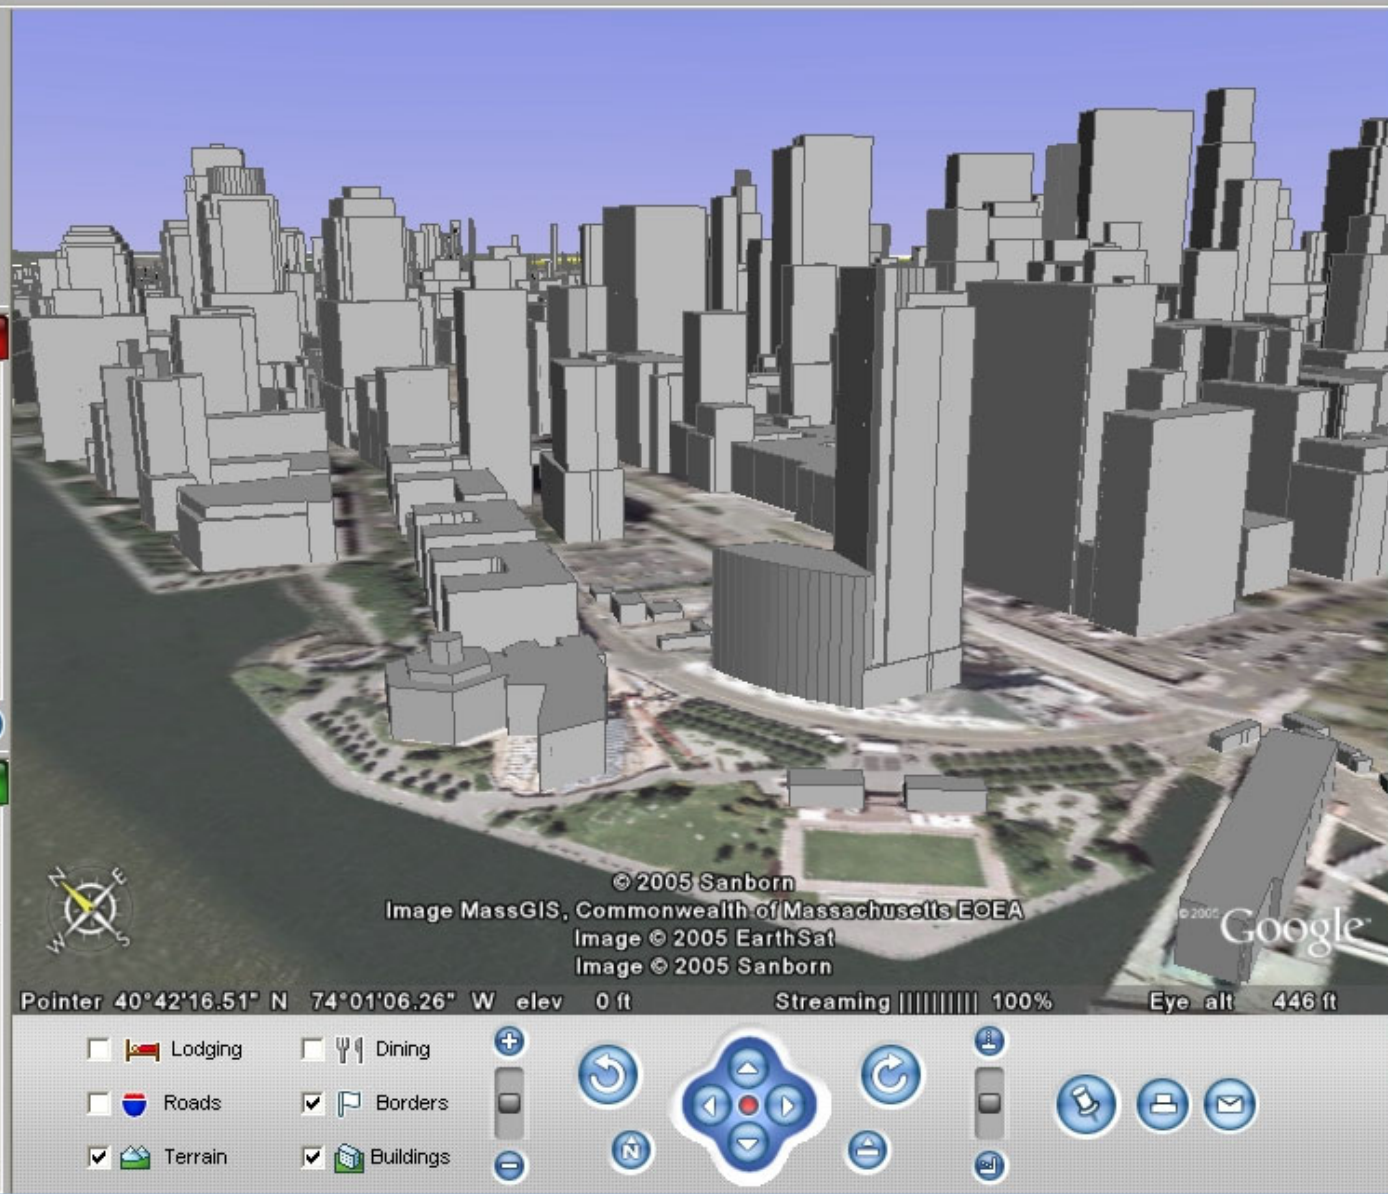 © 2005 Sanborn
Image MassGIS, Commonwealth of Massachusetts EOEA
Image © 2005 EarthSat
Image © 2005 Sanborn
© 2005 Google
N E
W S
Pointer 40°42'16.51" N 74°01'06.26" W elev 0 ft Streaming |||||||||| 100% Eye alt 446 ft
Lodging Dining
Roads Borders
N
Terrain Buildings